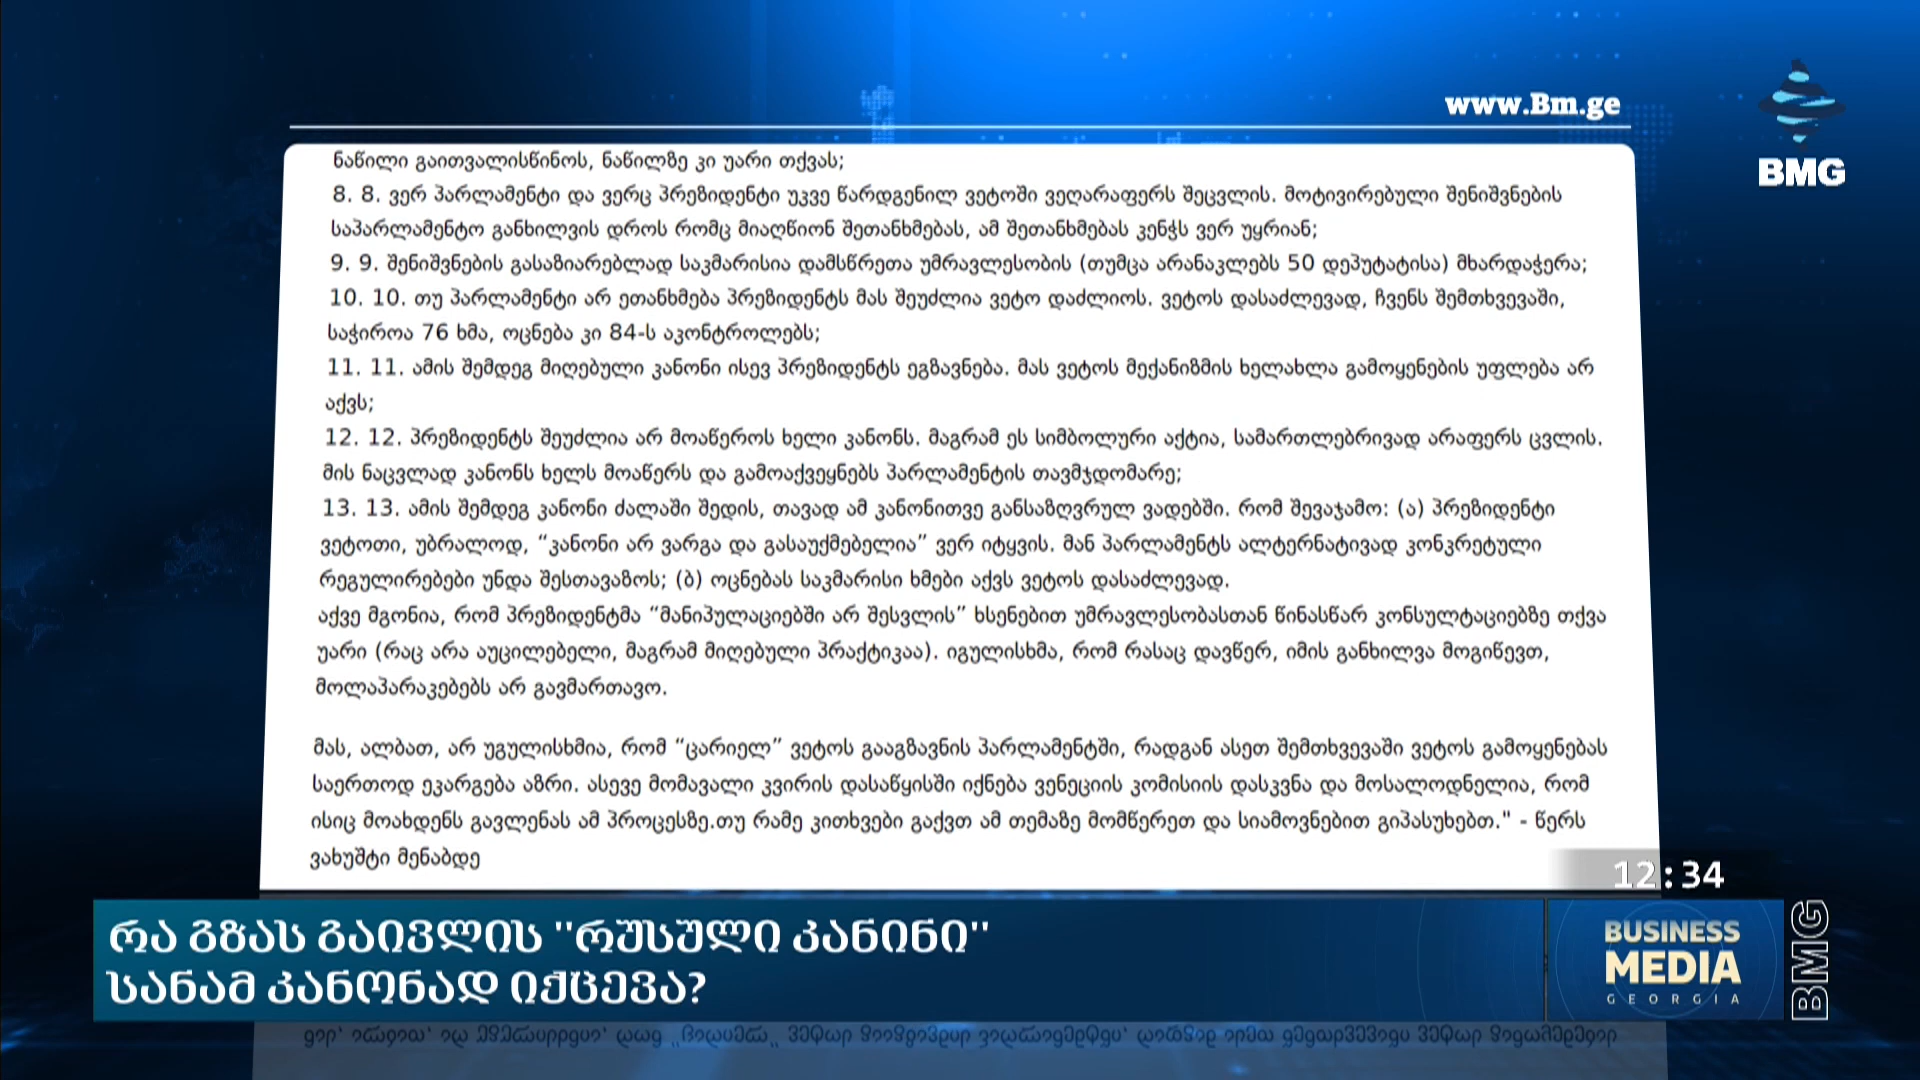 www.Bm.ge
BMG
ნაწილი გაითვალისწინოს, ნაწილზე კი უარი თქვას;
8. 8. ვერ პარლამენტი და ვერც პრეზიდენტი უკვე წარდგენილ ვეტოში ვეღარაფერს შეცვლის. მოტივირებული შენიშვნების
საპარლამენტო განხილვის დროს რომც მიაღწიონ შეთანხმებას, ამ შეთანხმებას კენჭს ვერ უყრიან;
9. 9. შენიშვნების გასაზიარებლად საკმარისია დამსწრეთა უმრავლესობის (თუმცა არანაკლებს 50 დეპუტატისა) მხარდაჭერა;
10. 10. თუ პარლამენტი არ ეთანხმება პრეზიდენტს მას შეუძლია ვეტო დაძლიოს. ვეტოს დასაძლევად, ჩვენს შემთხვევაში,
საჭიროა 76 ხმა, ოცნება კი 84-ს აკონტროლებს;
11. 11. ამის შემდეგ მიღებული კანონი ისევ პრეზიდენტს ეგზავნება. მას ვეტოს მექანიზმის ხელახლა გამოყენების უფლება არ
აქვს;
12. 12. პრეზიდენტს შეუძლია არ მოაწეროს ხელი კანონს. მაგრამ ეს სიმბოლური აქტია, სამართლებრივად არაფერს ცვლის.
მის ნაცვლად კანონს ხელს მოაწერს და გამოაქვეყნებს პარლამენტის თავმჯდომარე;
13. 13. ამის შემდეგ კანონი ძალაში შედის, თავად ამ კანონითვე განსაზღვრულ ვადებში. რომ შევაჯამო: (ა) პრეზიდენტი
ვეტოთი, უბრალოდ, “კანონი არ ვარგა და გასაუქმებელია” ვერ იტყვის. მან პარლამენტს ალტერნატივად კონკრეტული
რეგულირებები უნდა შესთავაზოს; (ბ) ოცნებას საკმარისი ხმები აქვს ვეტოს დასაძლევად.
აქვე მგონია, რომ პრეზიდენტმა “მანიპულაციებში არ შესვლის” ხსენებით უმრავლესობასთან წინასწარ კონსულტაციებზე თქვა
უარი (რაც არა აუცილებელი, მაგრამ მიღებული პრაქტიკაა). იგულისხმა, რომ რასაც დავწერ, იმის განხილვა მოგიწევთ,
მოლაპარაკებებს არ გავმართავო.
მას, ალბათ, არ უგულისხმია, რომ “ცარიელ” ვეტოს გააგზავნის პარლამენტში, რადგან ასეთ შემთხვევაში ვეტოს გამოყენებას
საერთოდ ეკარგება აზრი. ასევე მომავალი კვირის დასაწყისში იქნება ვენეციის კომისიის დასკვნა და მოსალოდნელია, რომ
ისიც მოახდენს გავლენას ამ პროცესზე.თუ რამე კითხვები გაქვთ ამ თემაზე მომწერეთ და სიამოვნებით გიპასუხებთ." - წერს
ვახუშტი მენაბდე
12:34
რა გზას გაივლის "რუსული კანინი"
სანამ კანონად იქცევა?
BUSINESS
MEDIA
GEORGIA
BMG